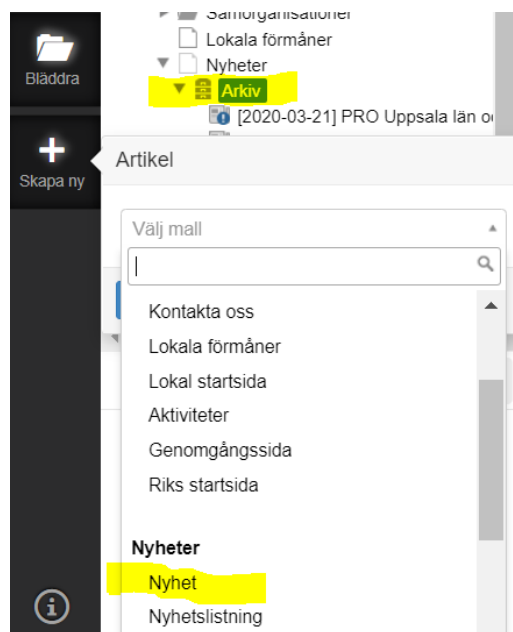 Samorganisationer
Lokala förmåner
Nyheter
Arkiv
[2020-03-21] PRO Uppsala län
Bläddra
Skapa ny
Artikel
Välj mall
Kontakta oss
Lokala förmåner
Lokal startsida
Aktiviteter
Genomgångssida
Riks startsida
Nyheter
Nyhet
Nyhetslistning